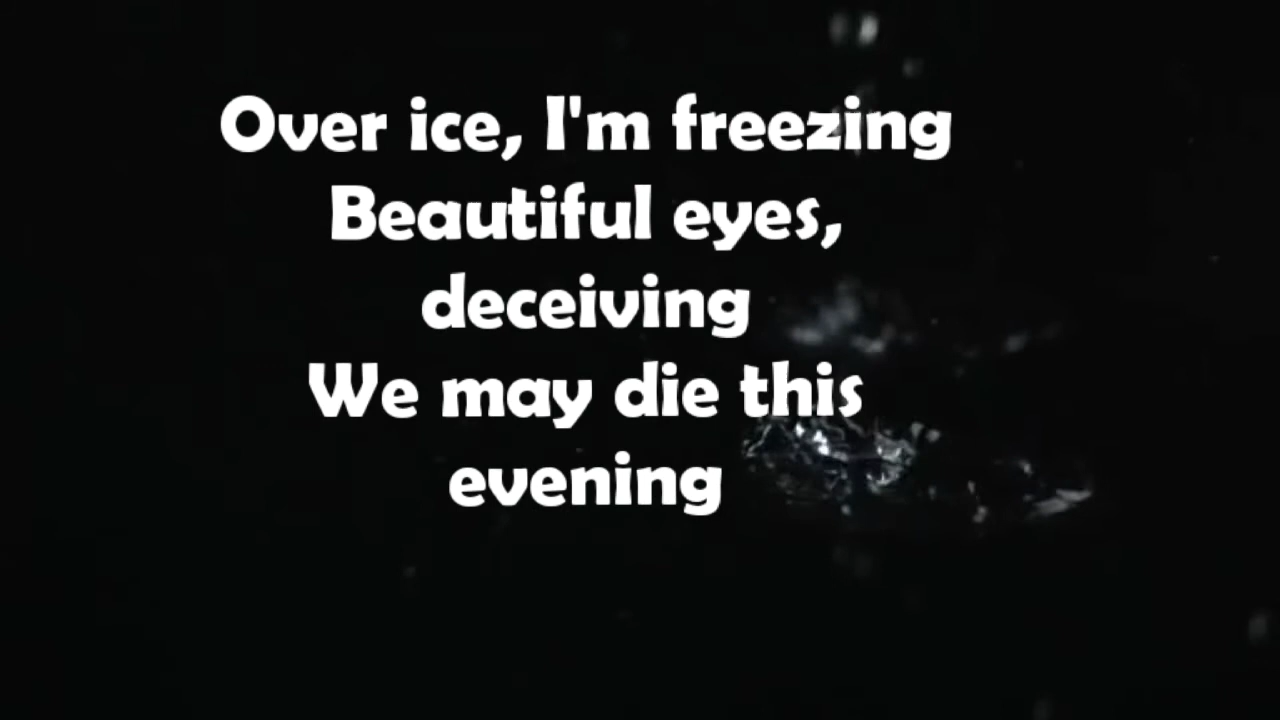 Over ice, I'm freezing
Beautiful eyes,
deceiving
We may die this
evening